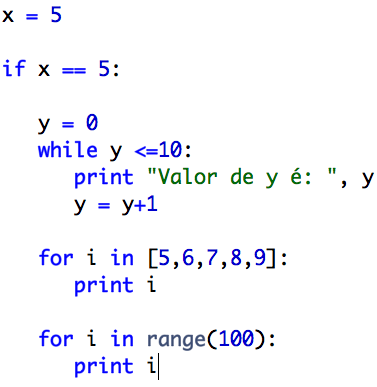 x = 5
if x == 5:
y = 0
while y <=10:
print "Valor de y é: ", y
y = y+1
for i in [5,6,7,8,9]:
print i
for i in range(100):
print i